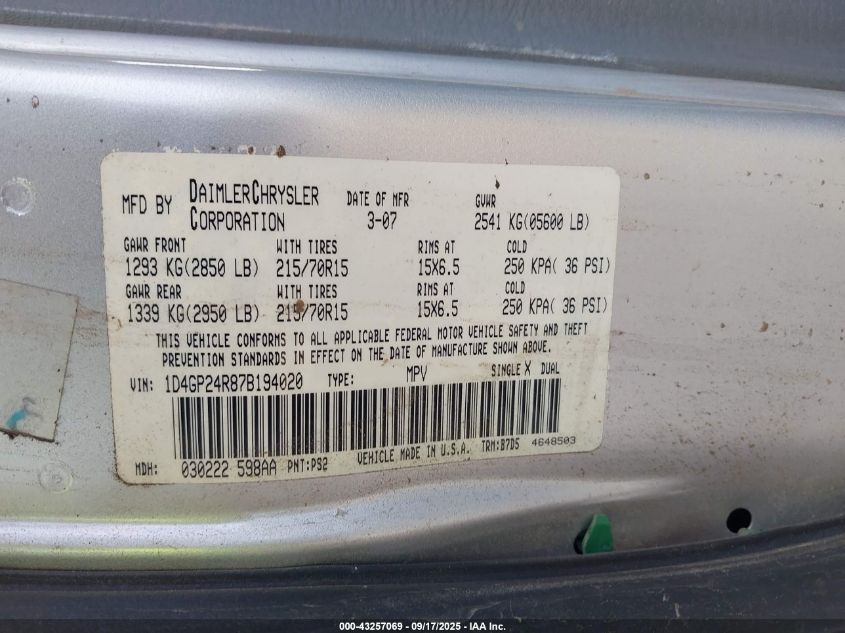 MFD BY DAIMLERCHRYSLER CORPORATION DATE OF MFR 3-07 GVWR 2541 KG(05600 LB)
GAWR FRONT WITH TIRES RIMS AT COLD
1293 KG(2850 LB) 215/70R15 15X6.5 250 KPA( 36 PSI)
GAWR REAR WITH TIRES RIMS AT COLD
1339 KG(2950 LB) 215/70R15 15X6.5 250 KPA( 36 PSI)
THIS VEHICLE CONFORMS TO ALL APPLICABLE FEDERAL MOTOR VEHICLE SAFETY AND THEFT
PREVENTION STANDARDS IN EFFECT ON THE DATE OF MANUFACTURE SHOWN ABOVE.
VIN: 1D4GP24R87B194020 TYPE: MPV SINGLE X DUAL
MDH: 030222 598AA PNT:PS2 VEHICLE MADE IN U.S.A. TRM:B7D5 4648503
000-43257069 - 09/17/2025 - IAA Inc.